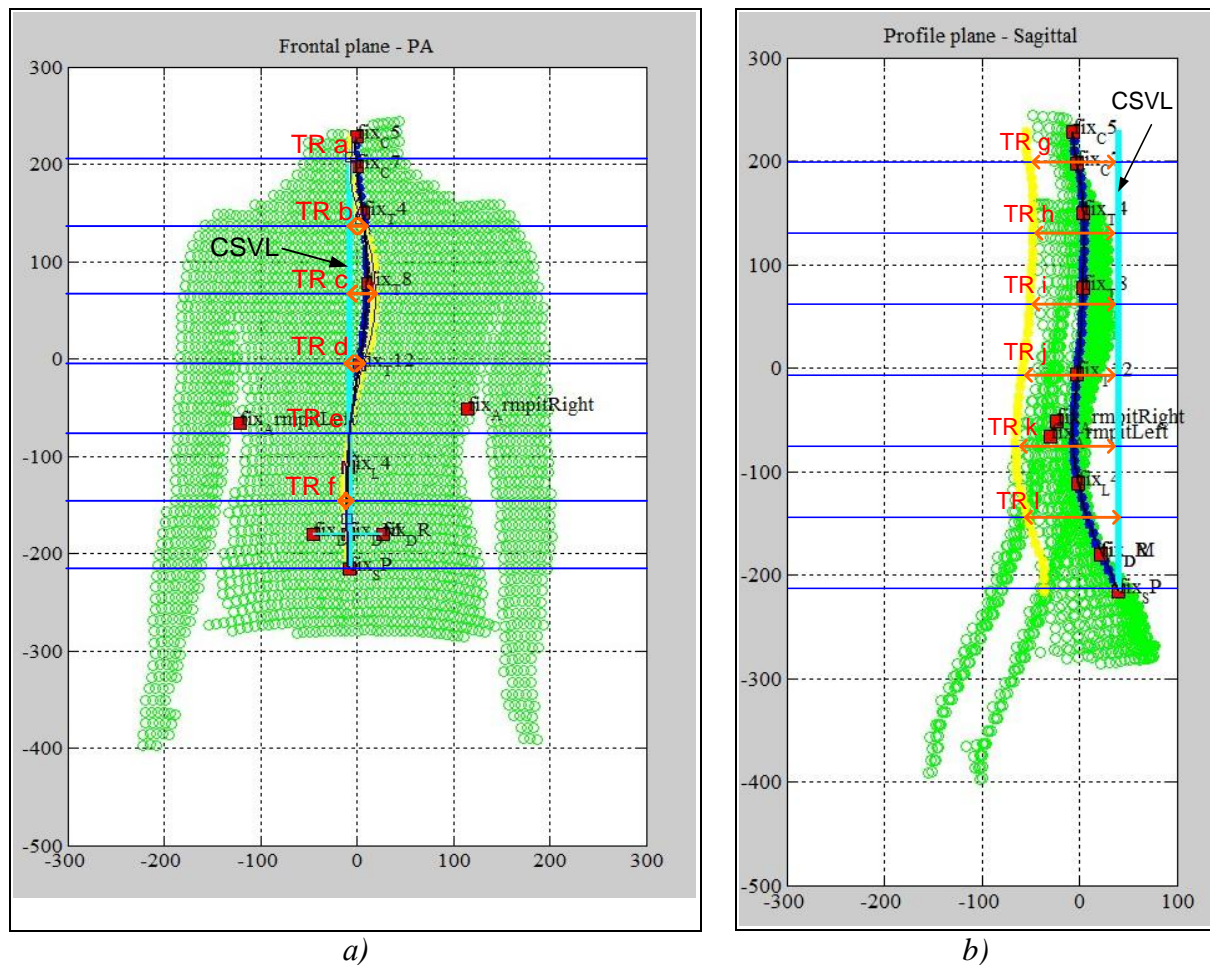 Frontal plane - PA
300
200
100
0
-100
-200
-300
-400
-500
-300
-200
-100
0
100
200
300
TR a
TR b
TR c
TR d
TR e
TR f
CSVL
fix_C5
fix_C7
fix_T4
fix_T8
fix_T12
fix_ArmpitRight
fix_L4
fix_SP
a)
Profile plane - Sagittal
300
200
100
0
-100
-200
-300
-400
-500
-300
-200
-100
0
100
CSVL
TR g
TR h
TR i
TR j
TR k
TR l
fix_C5
fix_ArmpitRight
fix_ArmpitLeft
fix_L4
fix_SP
b)